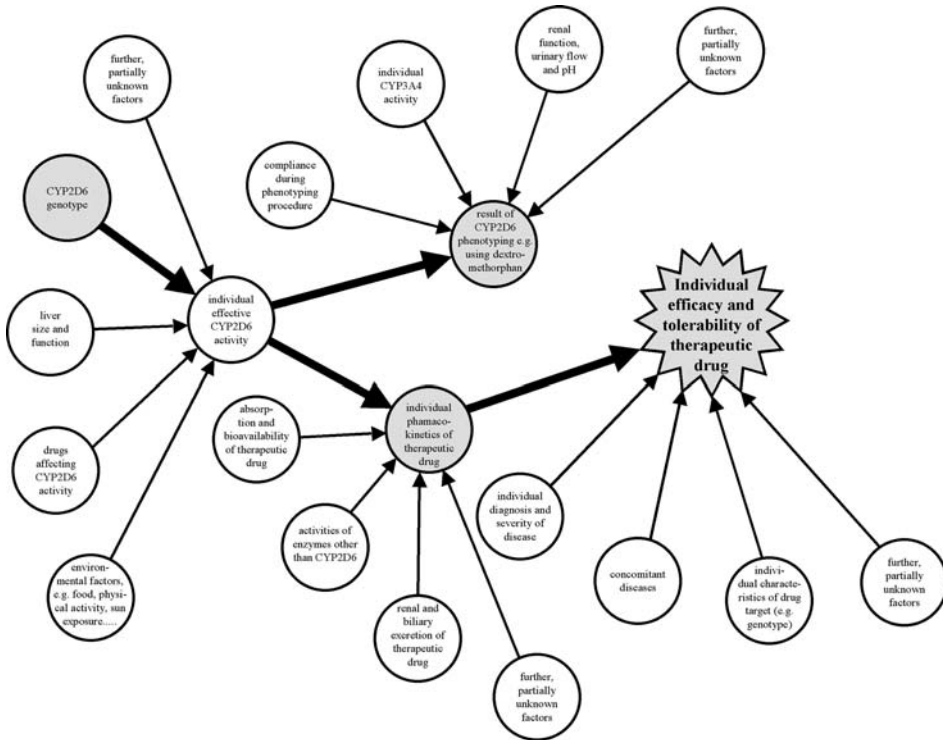 further,
partially
unknown
factors
individual
CYP3A4
activity
renal
function,
urinary flow
and pH
further,
partially
unknown
factors
CYP2D6
genotype
compliance
during
phenotyping
procedure
result of
CYP2D6
phenotyping e.g.
using dextro-
methorphan
liver
size and
function
individual
effective
CYP2D6
activity
Individual
efficacy and
tolerability of
therapeutic
drug
drugs
affecting
CYP2D6
activity
absorp-
tion and
bioavailability
of therapeutic
drug
individual
phamaco-
kinetics of
therapeutic
drug
environ-
mental factors,
e.g. food, physi-
cal activity, sun
exposure.....
activities of
enzymes other
than CYP2D6
renal and
biliary
excretion of
therapeutic
drug
further,
partially
unknown
factors
individual
diagnosis and
severity of
disease
concomitant
diseases
indivi-
dual characte-
ristics of drug
target (e.g.
genotype)
further,
partially
unknown
factors